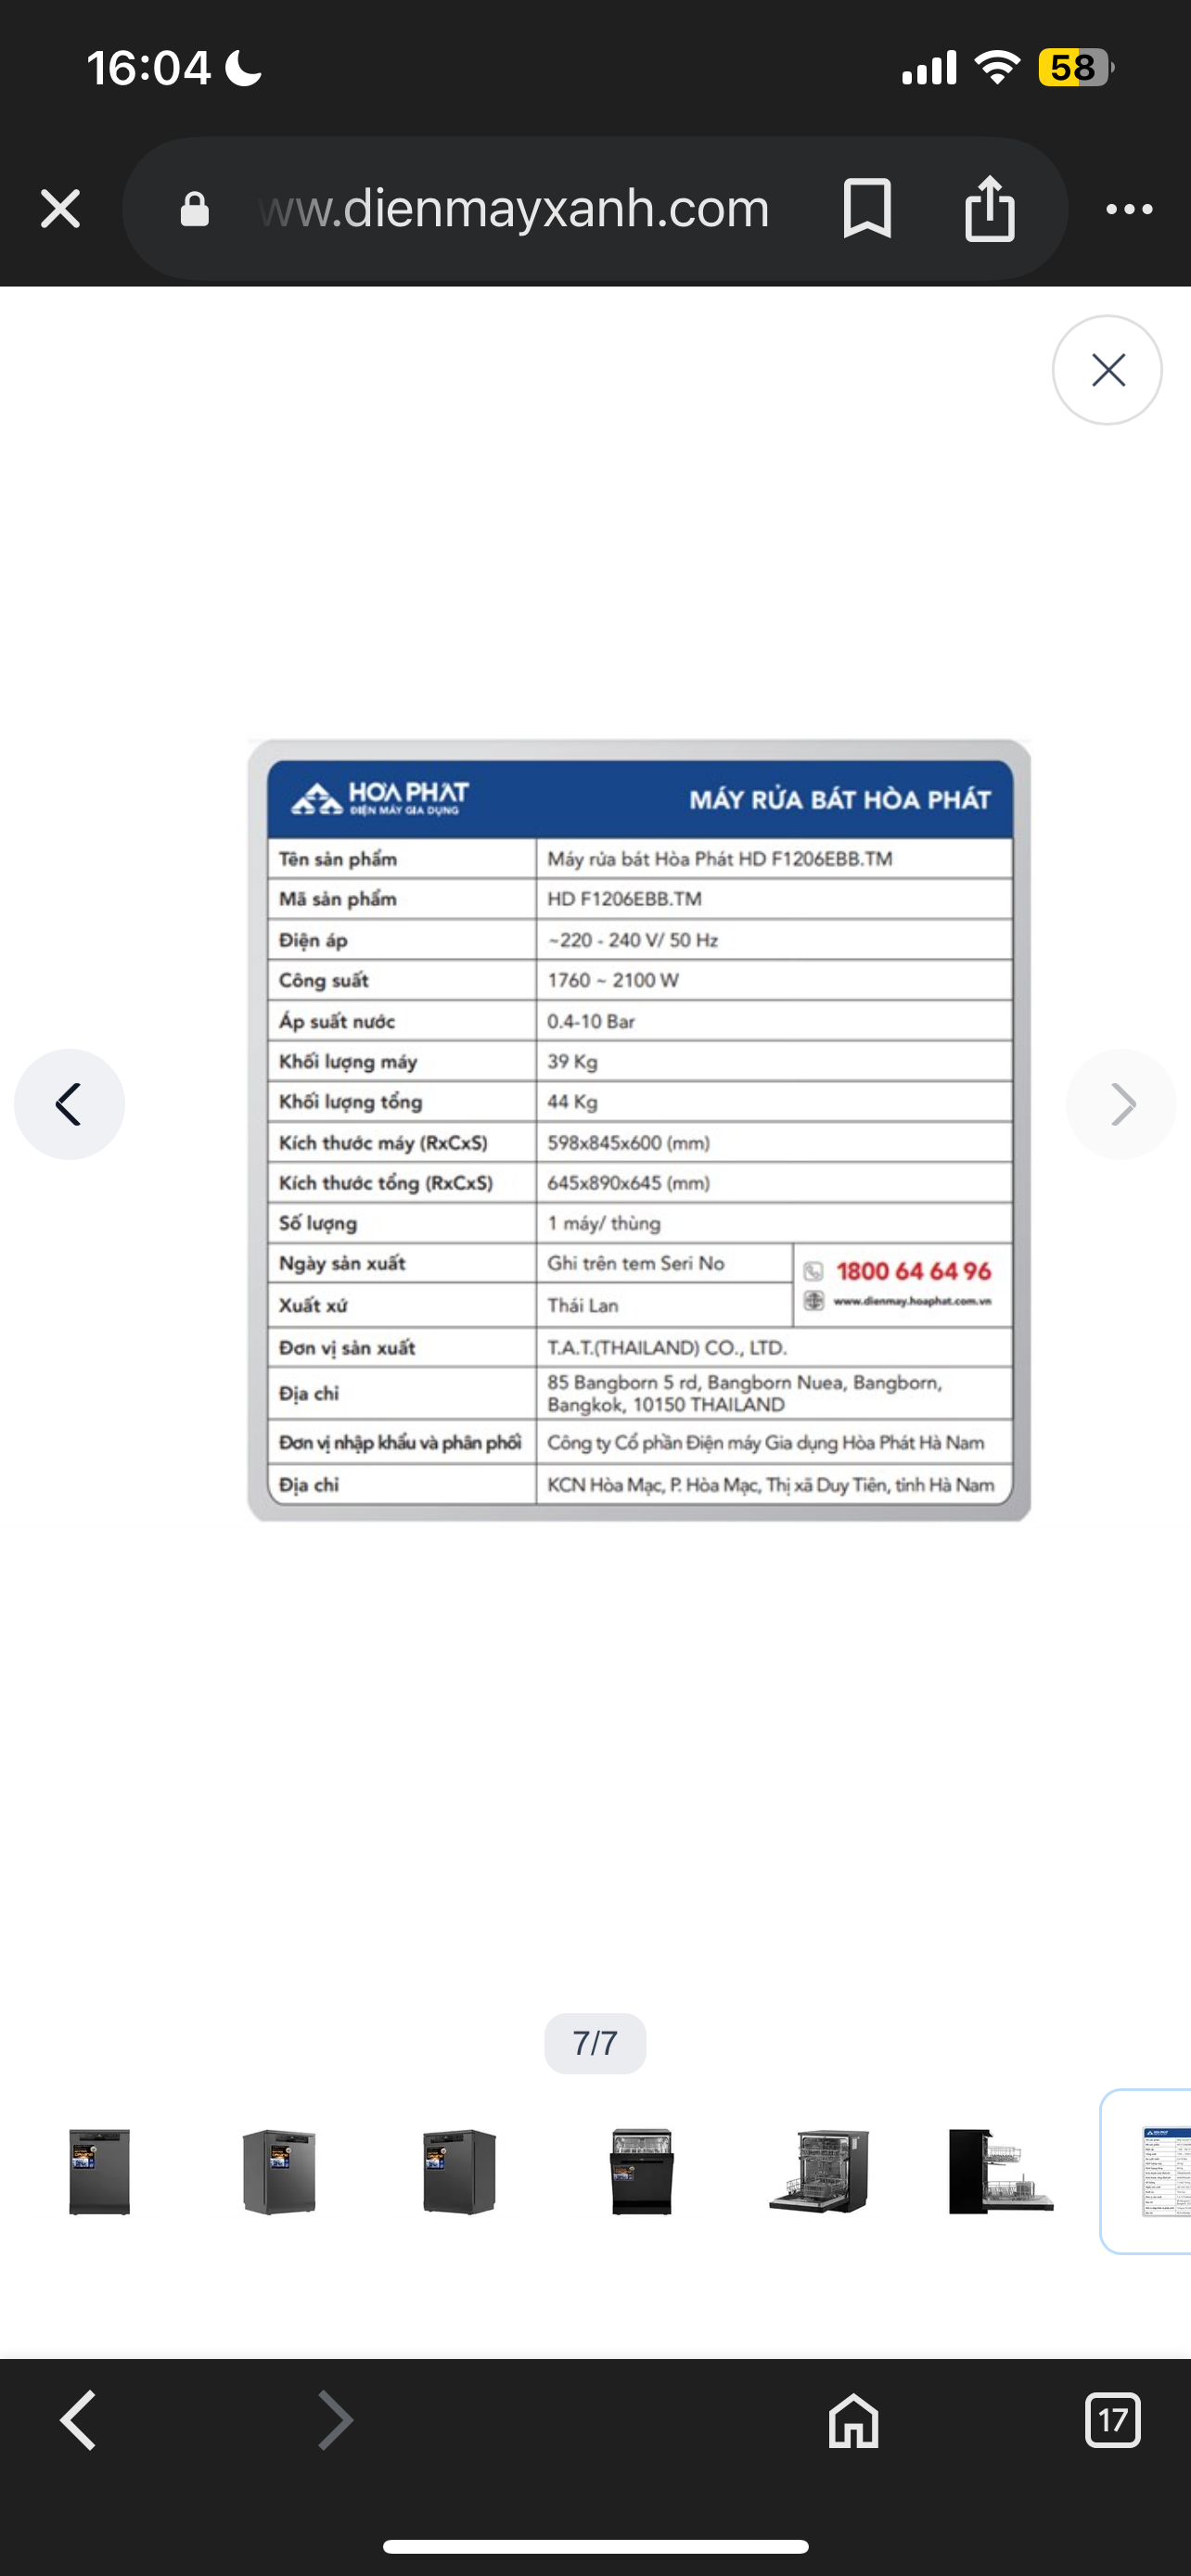 16:04
58
ww.dienmayxanh.com
HÒA PHÁT
ĐIỆN MÁY GIA DỤNG
MÁY RỬA BÁT HÒA PHÁT
Tên sản phẩm Máy rửa bát Hòa Phát HD F1206EBB.TM
Mã sản phẩm HD F1206EBB.TM
Điện áp ~220 - 240 V/ 50 Hz
Công suất 1760 ~ 2100 W
Áp suất nước 0.4-10 Bar
Khối lượng máy 39 Kg
Khối lượng tổng 44 Kg
Kích thước máy (RxCxS) 598x845x600 (mm)
Kích thước tổng (RxCxS) 645x890x645 (mm)
Số lượng 1 máy/ thùng
Ngày sản xuất Ghi trên tem Seri No
1800 64 64 96
www.dienmay.hoaphat.com.vn
Xuất xứ Thái Lan
Đơn vị sản xuất T.A.T.(THAILAND) CO., LTD.
Địa chỉ 85 Bangborn 5 rd, Bangborn Nuea, Bangborn,
Bangkok, 10150 THAILAND
Đơn vị nhập khẩu và phân phối Công ty Cổ phần Điện máy Gia dụng Hòa Phát Hà Nam
Địa chỉ KCN Hòa Mạc, P. Hòa Mạc, Thị xã Duy Tiên, tỉnh Hà Nam
7/7
17